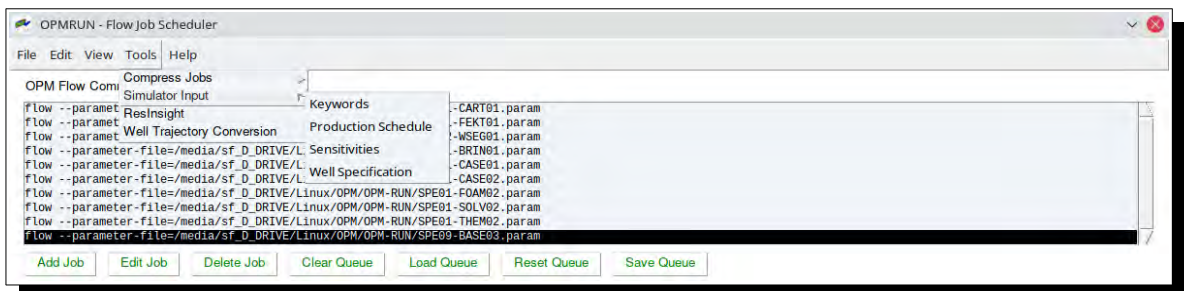 OPMRUN - Flow Job Scheduler
File Edit View Tools Help
OPM Flow Com
Compress Jobs
Simulator Input
ResInsight
Well Trajectory Conversion
Keywords
Production Schedule
Sensitivities
Well Specification
flow --paramet -CART01.param
flow --paramet -FEKT01.param
flow --paramet -WSEG01.param
flow --parameter-file=/media/sf_D_DRIVE/L -BRIN01.param
flow --parameter-file=/media/sf_D_DRIVE/L -CASE01.param
flow --parameter-file=/media/sf_D_DRIVE/L -CASE02.param
flow --parameter-file=/media/sf_D_DRIVE/Linux/OPM/OPM-RUN/SPE01-FOAM02.param
flow --parameter-file=/media/sf_D_DRIVE/Linux/OPM/OPM-RUN/SPE01-SOLV02.param
flow --parameter-file=/media/sf_D_DRIVE/Linux/OPM/OPM-RUN/SPE01-THEM02.param
flow --parameter-file=/media/sf_D_DRIVE/Linux/OPM/OPM-RUN/SPE09-BASE03.param
Add Job Edit Job Delete Job Clear Queue Load Queue Reset Queue Save Queue